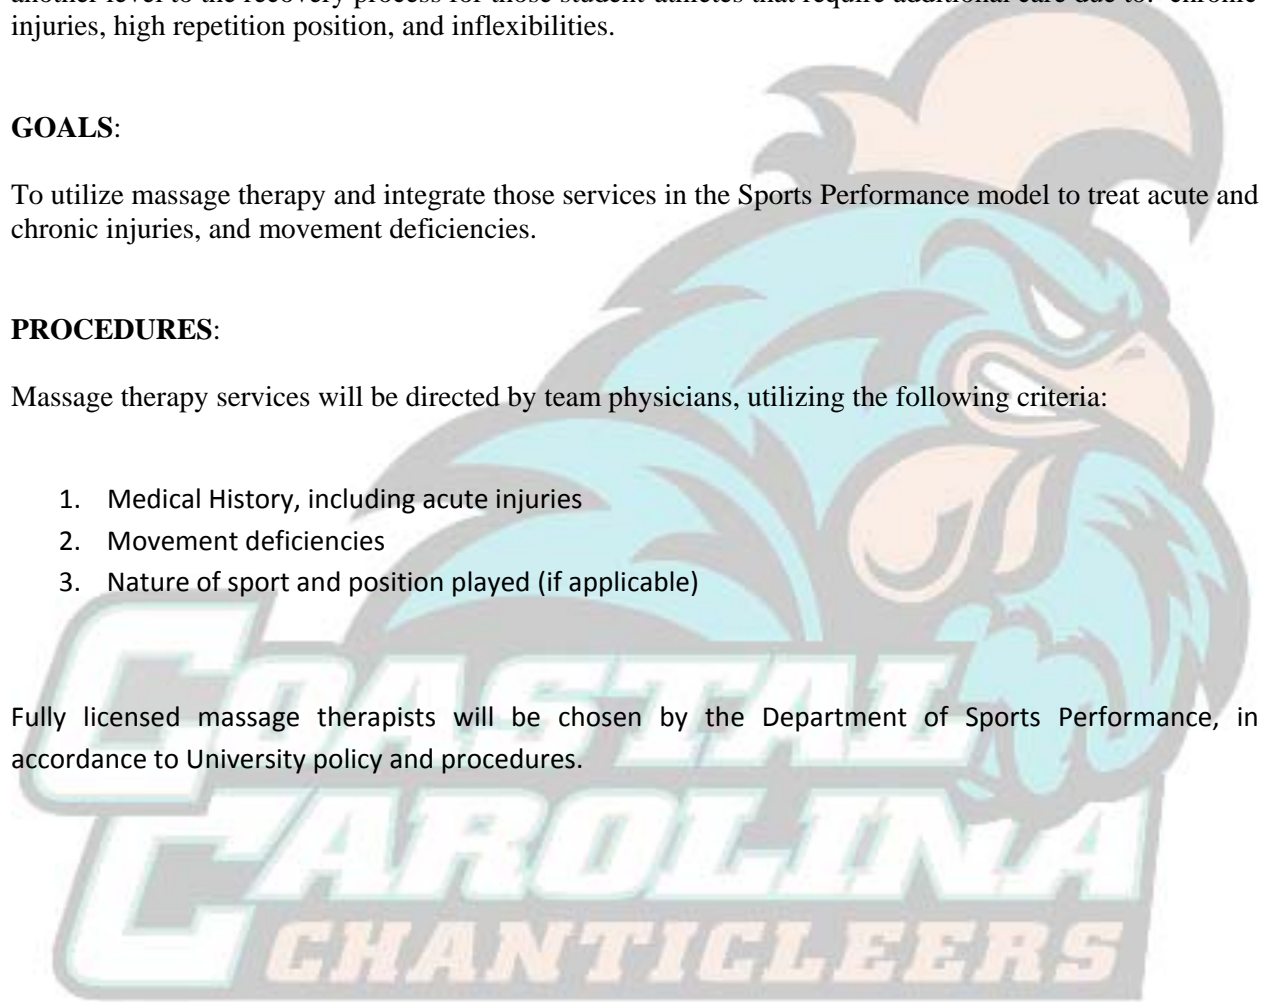 another level to the recovery process for those student-athletes that require additional care due to: chronic
injuries, high repetition position, and inflexibilities.
GOALS:
To utilize massage therapy and integrate those services in the Sports Performance model to treat acute and
chronic injuries, and movement deficiencies.
PROCEDURES:
Massage therapy services will be directed by team physicians, utilizing the following criteria:
1. Medical History, including acute injuries
2. Movement deficiencies
3. Nature of sport and position played (if applicable)
Fully licensed massage therapists will be chosen by the Department of Sports Performance, in
accordance to University policy and procedures.
COASTAL
CAROLINA
CHANTICLEERS